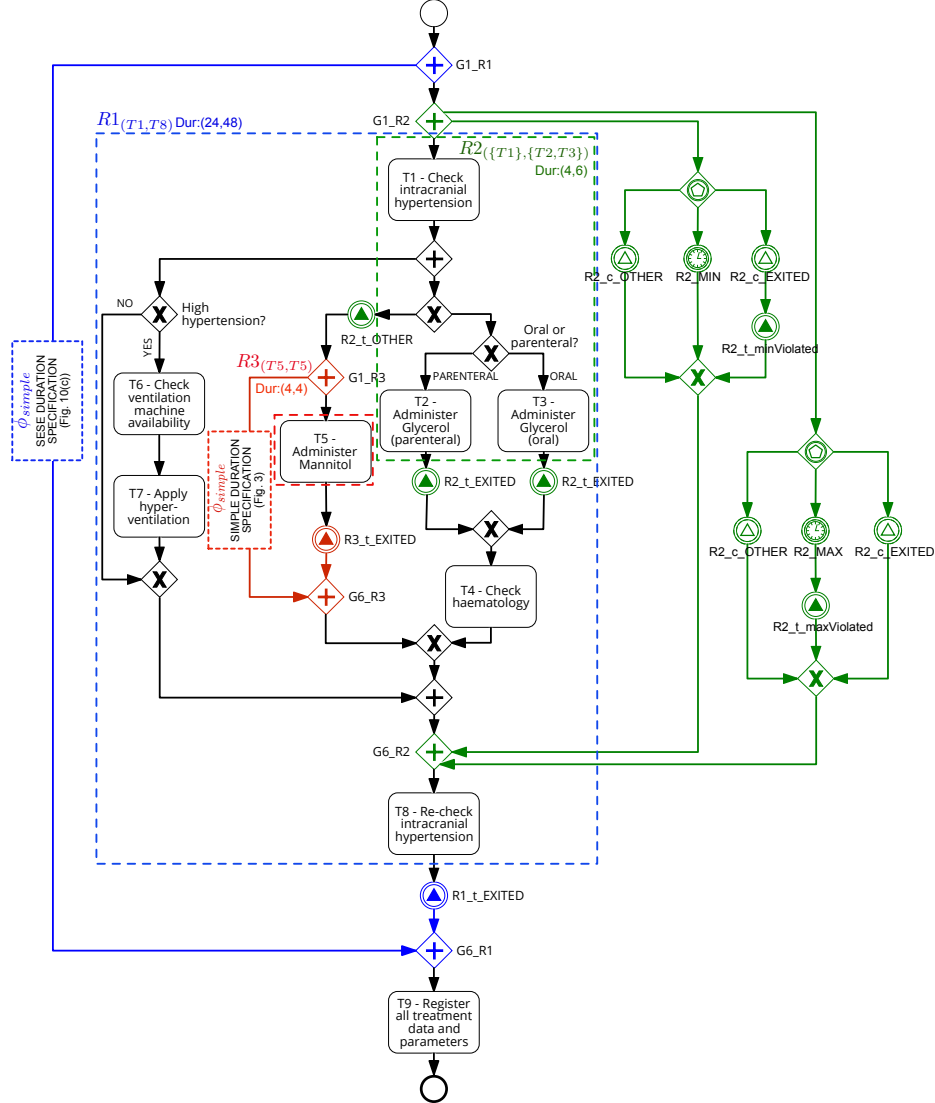 G1_R1
R1(T1,T8) Dur:(24,48)
G1_R2
R2({T1},{T2,T3})
Dur:(4,6)
T1 - Check
intracranial
hypertension
R2_c_OTHER
R2_MIN
R2_c_EXITED
NO
High
hypertension?
YES
R2_t_OTHER
Oral or
parenteral?
R2_t_minViolated
R3(T5,T5)
Dur:(4,4)
G1_R3
PARENTERAL
ORAL
ϕsimple
SESE DURATION
SPECIFICATION
(Fig. 10(c))
T6 - Check
ventilation
machine
availability
T2 -
Administer
Glycerol
(parenteral)
T3 -
Administer
Glycerol
(oral)
T5 -
Administer
Mannitol
ϕsimple
SIMPLE DURATION
SPECIFICATION
(Fig. 3)
T7 - Apply
hyper-
ventilation
R2_t_EXITED
R2_t_EXITED
R3_t_EXITED
R2_c_OTHER
R2_MAX
R2_c_EXITED
G6_R3
T4 - Check
haematology
R2_t_maxViolated
G6_R2
T8 - Re-check
intracranial
hypertension
R1_t_EXITED
G6_R1
T9 - Register
all treatment
data and
parameters